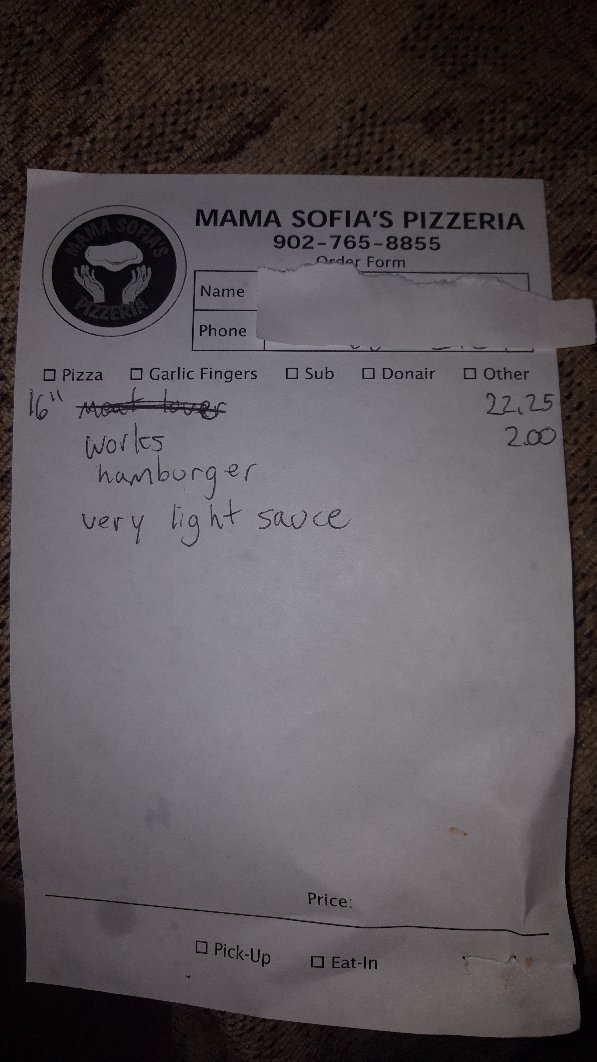 MAMA SOFIA'S PIZZERIA
MAMA SOFIA'S PIZZERIA
902-765-8855
Order Form
Name
Phone
Pizza Garlic Fingers Sub Donair Other
16" Meat lover 22.25
works 2.00
hamburger
very light sauce
Price:
Pick-Up Eat-In